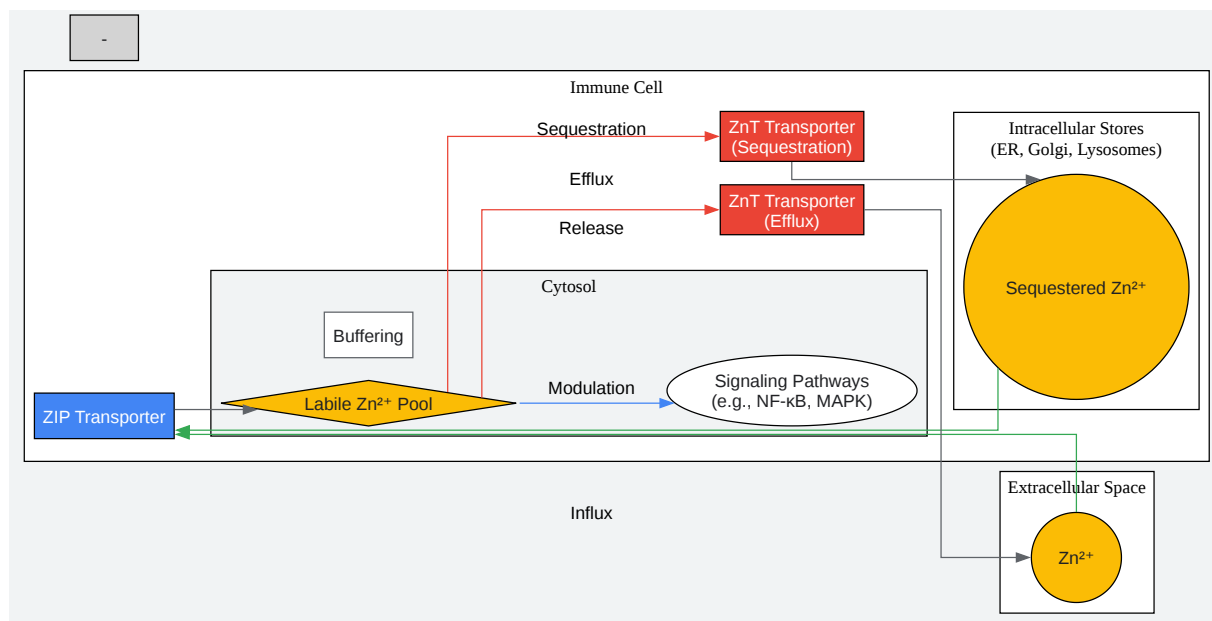 -
Immune Cell
Sequestration
ZnT Transporter
(Sequestration)
Intracellular Stores
(ER, Golgi, Lysosomes)
Efflux
ZnT Transporter
(Efflux)
Release
Cytosol
Sequestered Zn²⁺
Buffering
Modulation
Signaling Pathways
(e.g., NF-κB, MAPK)
Labile Zn²⁺ Pool
ZIP Transporter
Extracellular Space
Influx
Zn²⁺